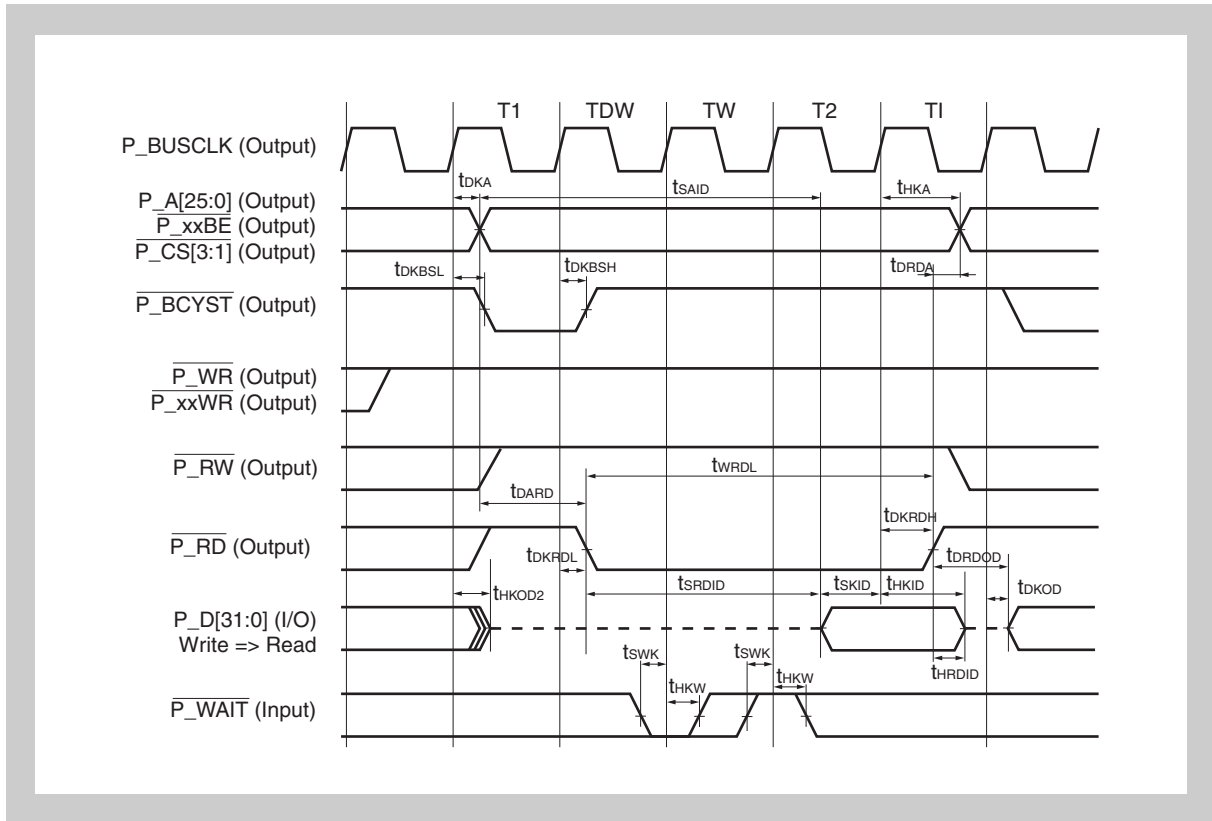 T1 TDW TW T2 TI
P_BUSCLK (Output)
tDKA tSAID tHKA
P_A[25:0] (Output)
P_xxBE (Output)
P_CS[3:1] (Output)
tDKBSL tDKBSH tDRDA
P_BCYST (Output)
P_WR (Output)
P_xxWR (Output)
P_RW (Output)
tWRDL
tDARD
tDKRDH
P_RD (Output)
tDKRDL tDRDOD
tHKOD2 tSRDID tSKID tHKID tDKOD
P_D[31:0] (I/O)
Write => Read
tSWK tSWK tHRDID
tHKW tHKW
P_WAIT (Input)